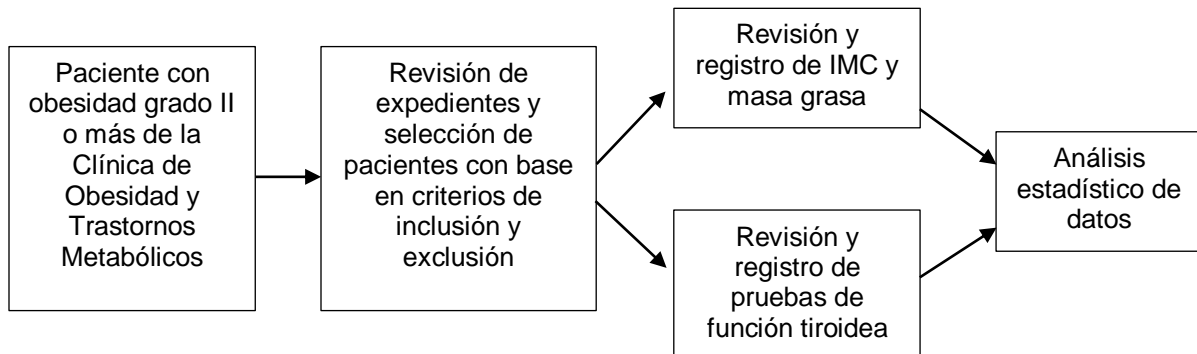 Paciente con
obesidad grado II
o más de la
Clínica de
Obesidad y
Trastornos
Metabólicos
Revisión de
expedientes y
selección de
pacientes con base
en criterios de
inclusión y
exclusión
Revisión y
registro de IMC y
masa grasa
Revisión y
registro de
pruebas de
función tiroidea
Análisis
estadístico de
datos